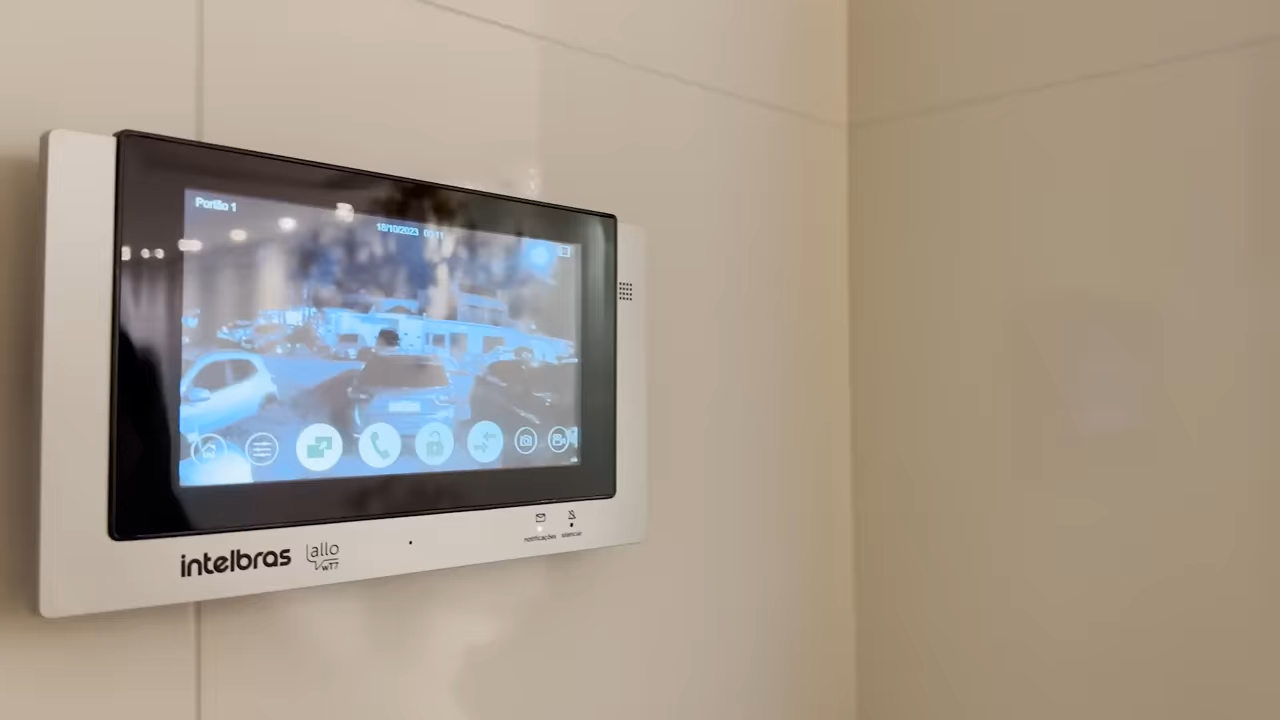 Portão 1
18/10/2023 00:11
intelbras allo
wT7
notificações silenciar